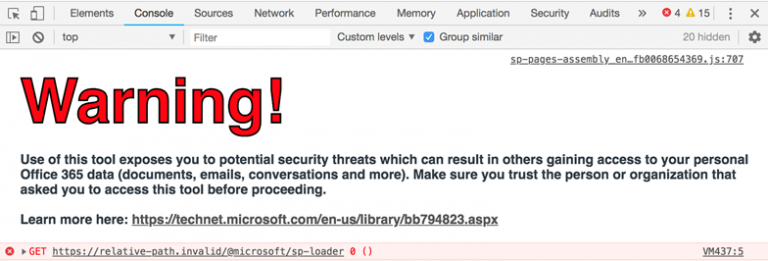 Elements Console Sources Network Performance Memory Application Security Audits » 4 15
top Filter Custom levels Group similar 20 hidden
sp-pages-assembly_en…fb0068654369.js:707
Warning!
Use of this tool exposes you to potential security threats which can result in others gaining access to your personal
Office 365 data (documents, emails, conversations and more). Make sure you trust the person or organization that
asked you to access this tool before proceeding.
Learn more here: https://technet.microsoft.com/en-us/library/bb794823.aspx
GET https://relative-path.invalid/@microsoft/sp-loader 0 () VM437:5